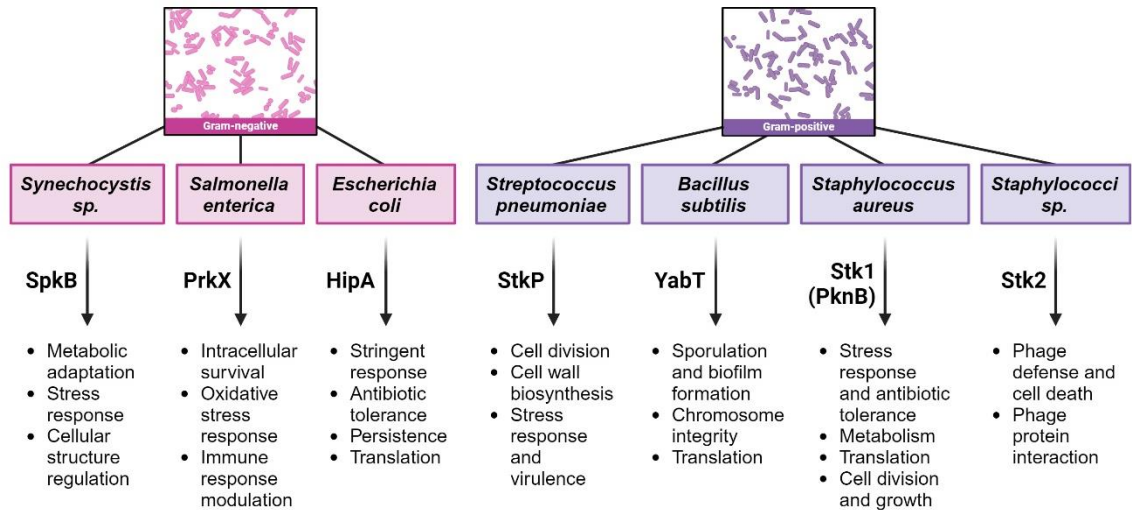 Gram-negative
Gram-positive
Synechocystis
sp.
Salmonella
enterica
Escherichia
coli
Streptococcus
pneumoniae
Bacillus
subtilis
Staphylococcus
aureus
Staphylococci
sp.
SpkB
PrkX
HipA
StkP
YabT
Stk1
(PknB)
Stk2
• Metabolic
adaptation
• Stress
response
• Cellular
structure
regulation
• Intracellular
survival
• Oxidative
stress
response
• Immune
response
modulation
• Stringent
response
• Antibiotic
tolerance
• Persistence
• Translation
• Cell division
• Cell wall
biosynthesis
• Stress
response
and
virulence
• Sporulation
and biofilm
formation
• Chromosome
integrity
• Translation
• Stress
response
and antibiotic
tolerance
• Metabolism
• Translation
• Cell division
and growth
• Phage
defense and
cell death
• Phage
protein
interaction